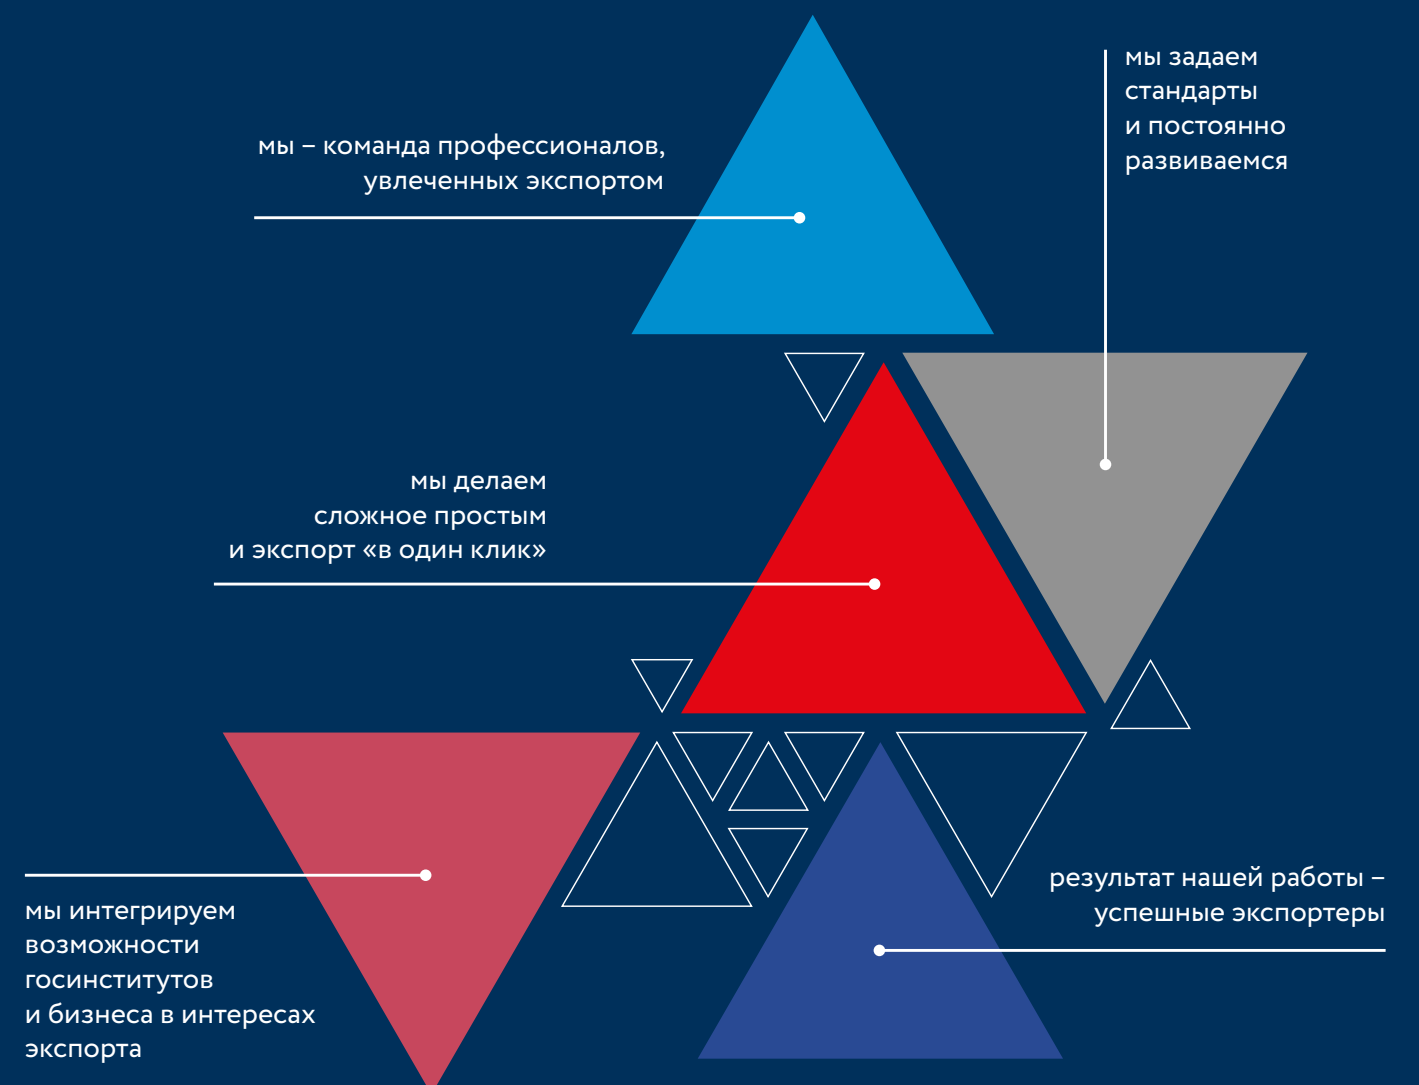 мы – команда профессионалов,
увлеченных экспортом
мы задаем
стандарты
и постоянно
развиваемся
мы делаем
сложное простым
и экспорт «в один клик»
мы интегрируем
возможности
госинститутов
и бизнеса в интересах
экспорта
результат нашей работы –
успешные экспортеры